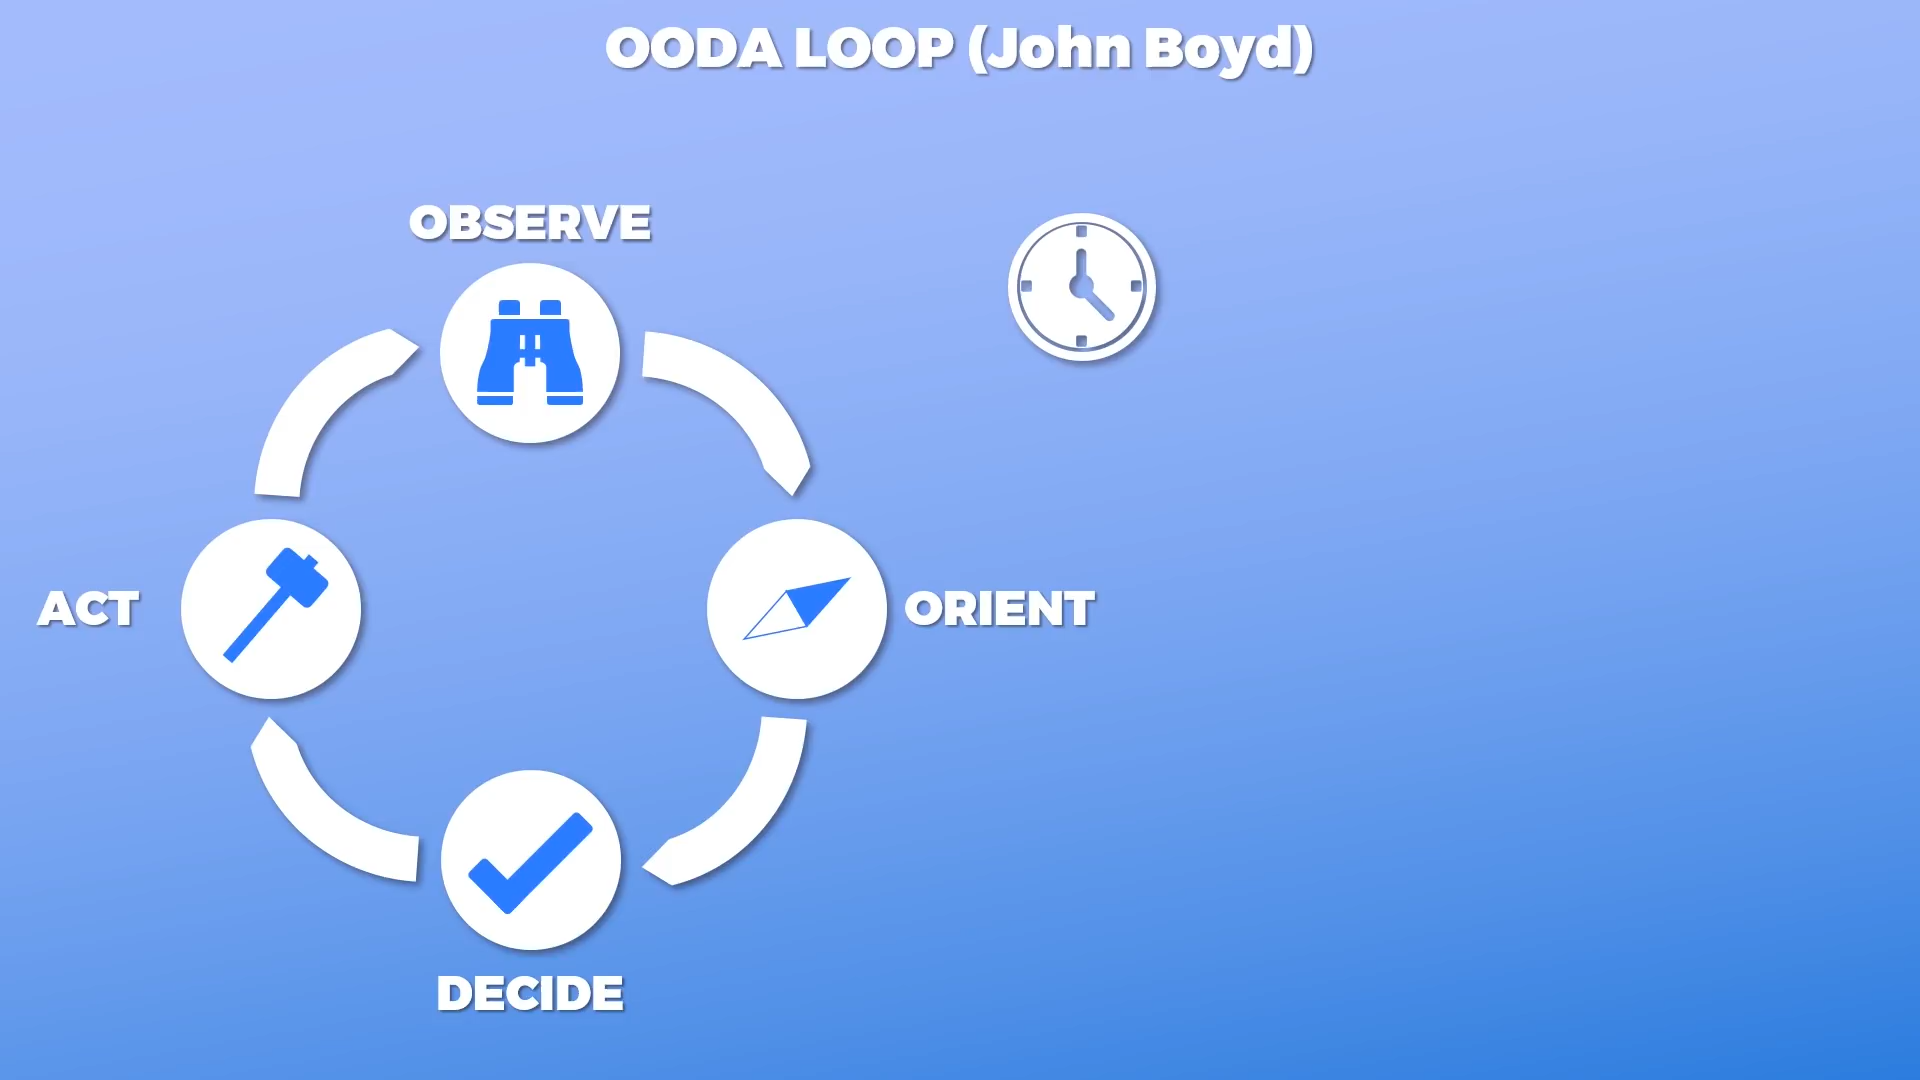 OODA LOOP (John Boyd)
OBSERVE
ACT
ORIENT
DECIDE